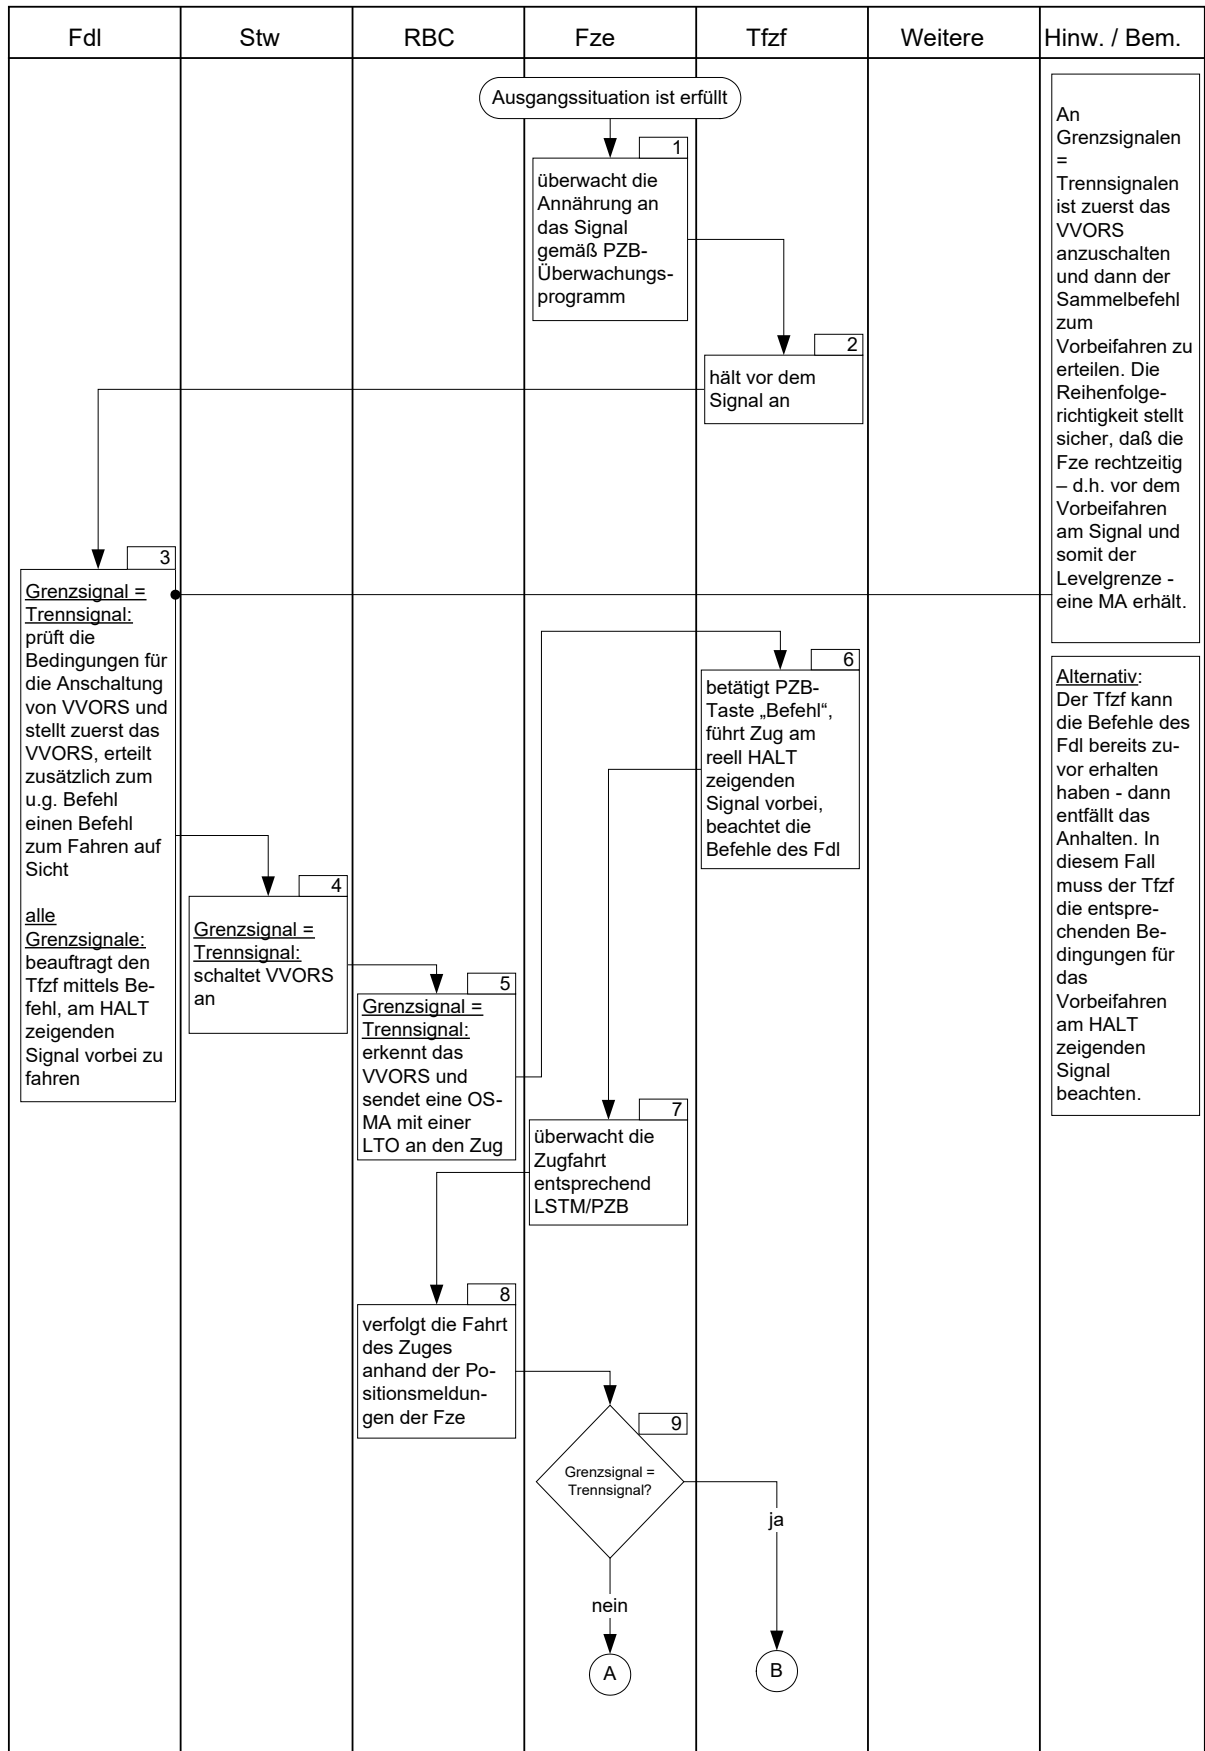 Fdl
Stw
RBC
Fze
Tfzf
Weitere
Hinw. / Bem.
Ausgangssituation ist erfüllt
1
überwacht die
Annährung an
das Signal
gemäß PZB-
Überwachungs-
programm
2
hält vor dem
Signal an
3
Grenzsignal =
Trennsignal:
prüft die
Bedingungen für
die Anschaltung
von VVORS und
stellt zuerst das
VVORS, erteilt
zusätzlich zum
u.g. Befehl
einen Befehl
zum Fahren auf
Sicht
alle
Grenzsignale:
beauftragt den
Tfzf mittels Be-
fehl, am HALT
zeigenden
Signal vorbei zu
fahren
4
Grenzsignal =
Trennsignal:
schaltet VVORS
an
5
Grenzsignal =
Trennsignal:
erkennt das
VVORS und
sendet eine OS-
MA mit einer
LTO an den Zug
6
betätigt PZB-
Taste „Befehl“,
führt Zug am
reell HALT
zeigenden
Signal vorbei,
beachtet die
Befehle des Fdl
7
überwacht die
Zugfahrt
entsprechend
LSTM/PZB
8
verfolgt die Fahrt
des Zuges
anhand der Po-
sitionsmeldun-
gen der Fze
9
Grenzsignal =
Trennsignal?
ja
nein
A
B
An
Grenzsignalen
=
Trennsignalen
ist zuerst das
VVORS
anzuschalten
und dann der
Sammelbefehl
zum
Vorbeifahren zu
erteilen. Die
Reihenfolge-
richtigkeit stellt
sicher, daß die
Fze rechtzeitig
– d.h. vor dem
Vorbeifahren
am Signal und
somit der
Levelgrenze -
eine MA erhält.
Alternativ:
Der Tfzf kann
die Befehle des
Fdl bereits zu-
vor erhalten
haben - dann
entfällt das
Anhalten. In
diesem Fall
muss der Tfzf
die entspre-
chenden Be-
dingungen für
das
Vorbeifahren
am HALT
zeigenden
Signal
beachten.